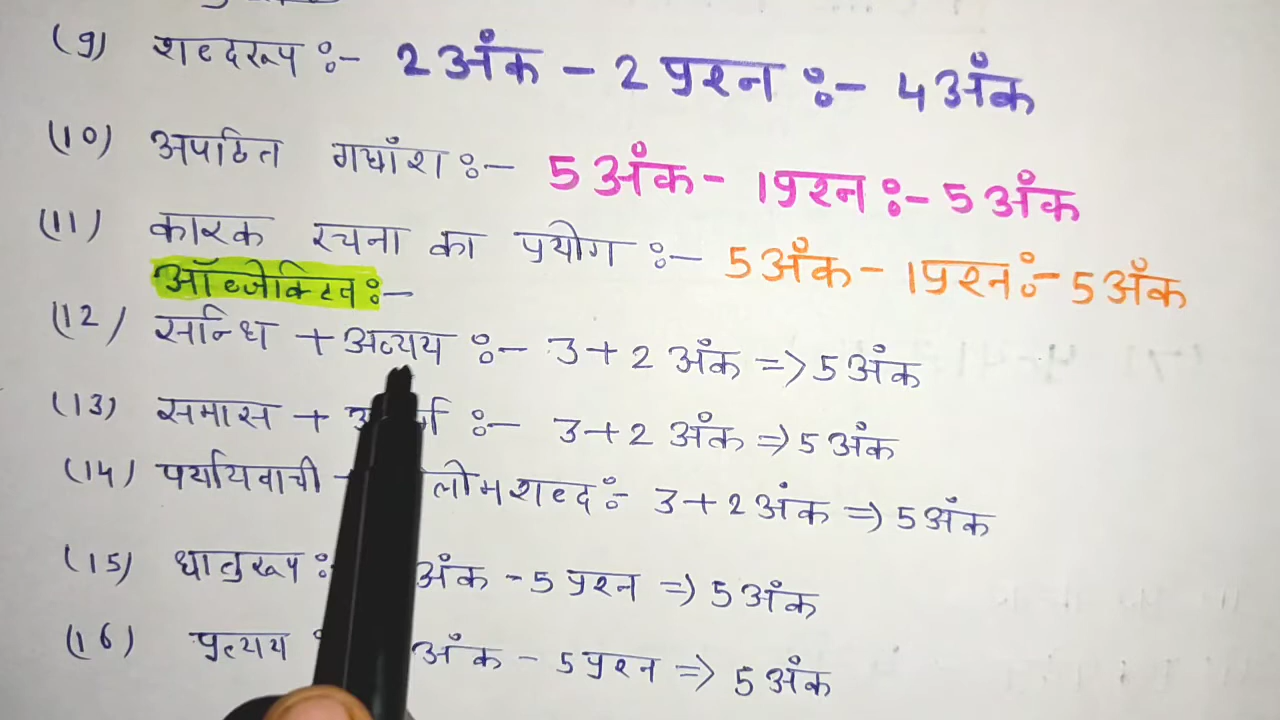 (9) शब्दरूप :- 2 अंक - 2 प्रश्न :- 4 अंक
(10) अपठित गद्यांश :- 5 अंक - 1 प्रश्न :- 5 अंक
(11) कारक रचना का प्रयोग :- 5 अंक - 1 प्रश्न :- 5 अंक
ऑब्जेक्टिव :-
(12) सन्धि + अव्यय :- 3 + 2 अंक => 5 अंक
(13) समास + :- 3 + 2 अंक => 5 अंक
(14) पर्यायवाची लोमशब्द :- 3 + 2 अंक => 5 अंक
(15) धातुरूप : अंक - 5 प्रश्न => 5 अंक
(16) प्रत्यय अंक - 5 प्रश्न => 5 अंक